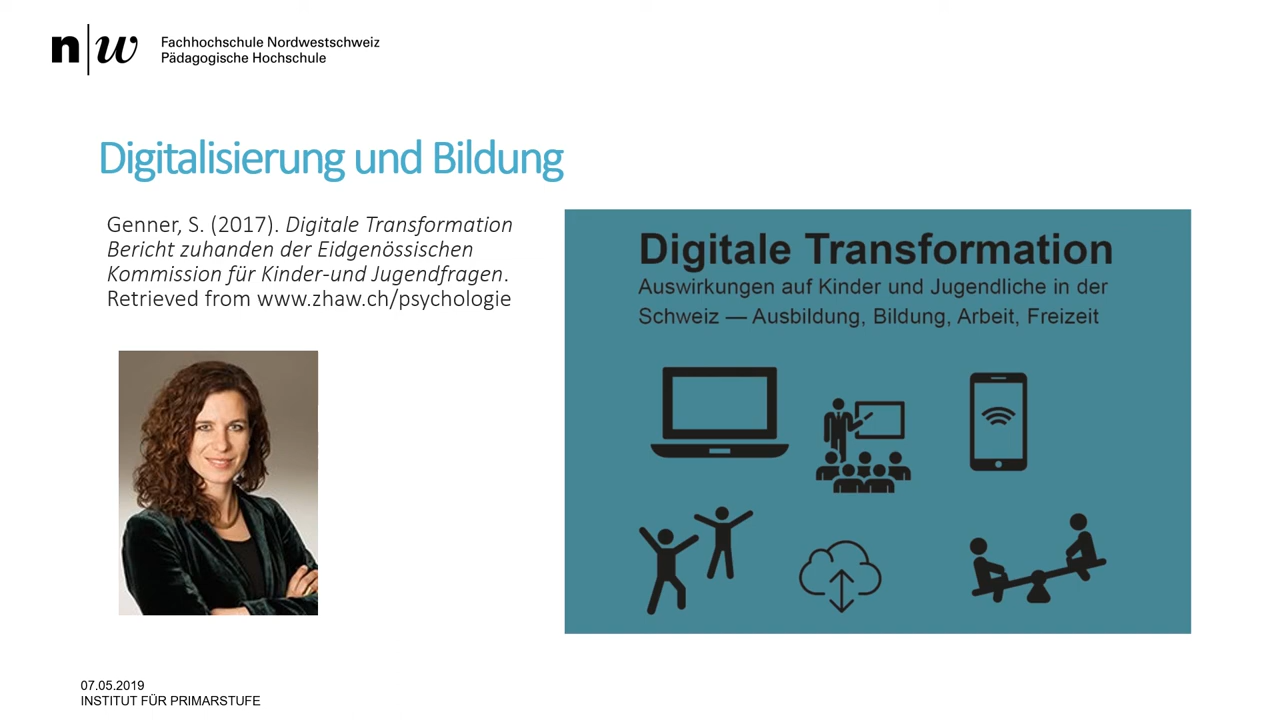 n|w Fachhochschule Nordwestschweiz
Pädagogische Hochschule
Digitalisierung und Bildung
Genner, S. (2017). Digitale Transformation
Bericht zuhanden der Eidgenössischen
Kommission für Kinder-und Jugendfragen.
Retrieved from www.zhaw.ch/psychologie
Digitale Transformation
Auswirkungen auf Kinder und Jugendliche in der
Schweiz — Ausbildung, Bildung, Arbeit, Freizeit
07.05.2019
INSTITUT FÜR PRIMARSTUFE